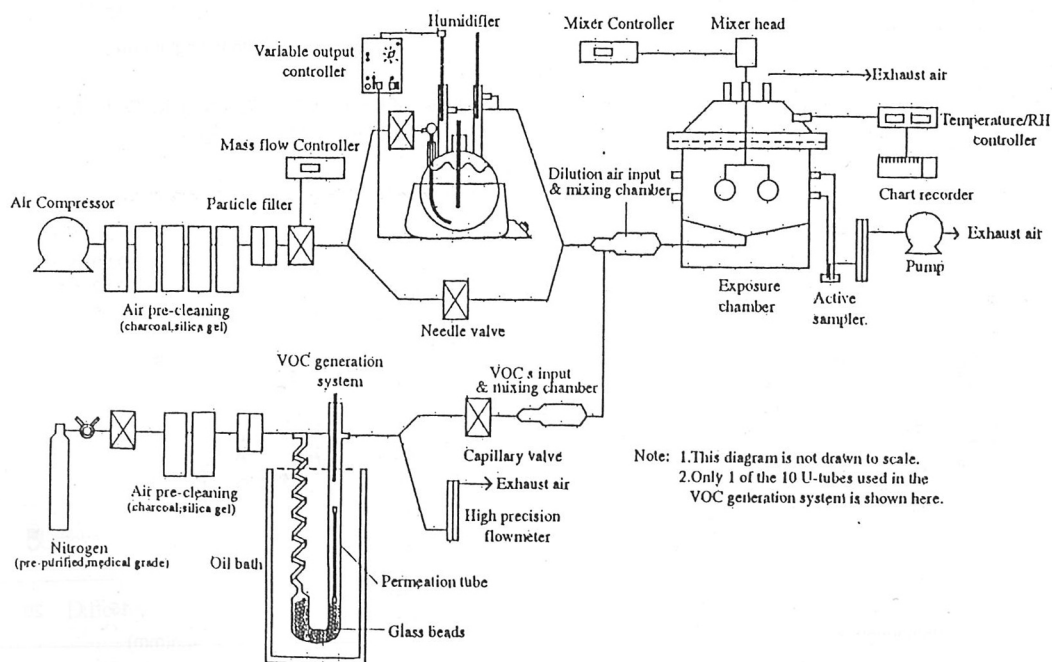 Humidifier
Variable output
controller
Mixer Controller
Mixer head
Exhaust air
Temperature/RH
controller
Chart recorder
Mass flow Controller
Dilution air input
& mixing chamber
Air Compressor
Particle filter
Exhaust air
Pump
Air pre-cleaning
(charcoal,silica gel)
Needle valve
Exposure
chamber
Active
sampler.
VOC generation
system
VOC s input
& mixing chamber
Capillary valve
Note: 1.This diagram is not drawn to scale.
2.Only 1 of the 10 U-tubes used in the
VOC generation system is shown here.
Air pre-cleaning
(charcoal,silica gel)
Exhaust air
High precision
flowmeter
Nitrogen
(pre-purified,medical grade)
Oil bath
Permeation tube
Glass beads